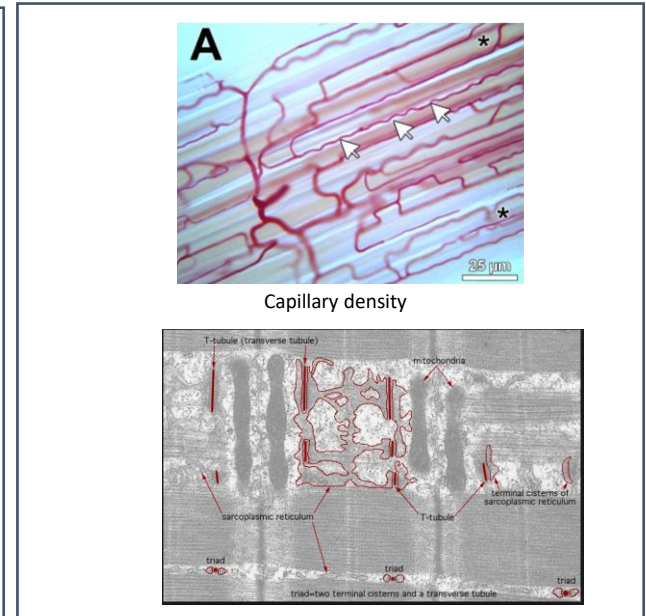 A
*
*
25 µm
Capillary density
T-tubule (transverse tubule)
mitochondria
sarcoplasmic reticulum
T-tubule
terminal cisterns of
sarcoplasmic reticulum
triad
triad
triad
triad=two terminal cisterns and a transverse tubule